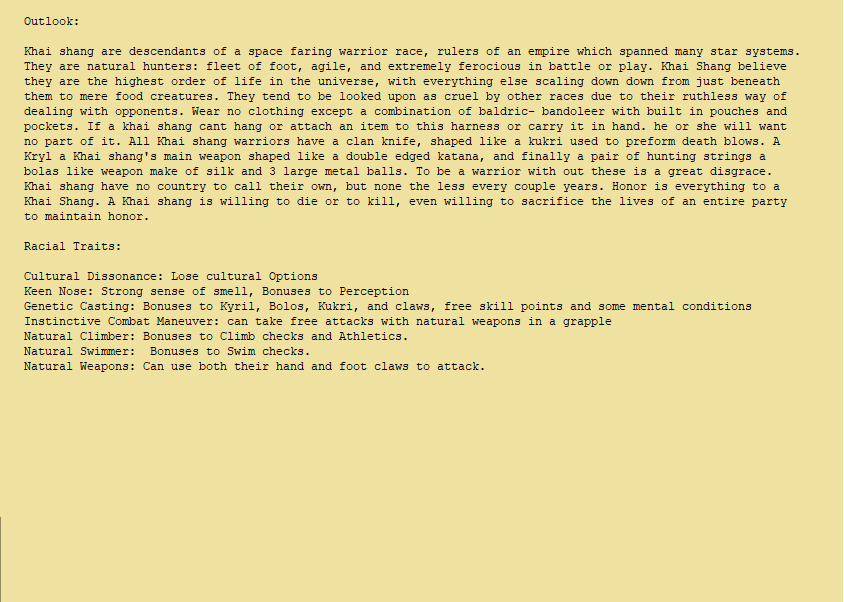 Outlook:
Khai shang are descendants of a space faring warrior race, rulers of an empire which spanned many star systems.
They are natural hunters: fleet of foot, agile, and extremely ferocious in battle or play. Khai Shang believe
they are the highest order of life in the universe, with everything else scaling down down from just beneath
them to mere food creatures. They tend to be looked upon as cruel by other races due to their ruthless way of
dealing with opponents. Wear no clothing except a combination of baldric- bandoleer with built in pouches and
pockets. If a khai shang cant hang or attach an item to this harness or carry it in hand. he or she will want
no part of it. All Khai shang warriors have a clan knife, shaped like a kukri used to preform death blows. A
Kryl a Khai shang's main weapon shaped like a double edged katana, and finally a pair of hunting strings a
bolas like weapon make of silk and 3 large metal balls. To be a warrior with out these is a great disgrace.
Khai shang have no country to call their own, but none the less every couple years. Honor is everything to a
Khai Shang. A Khai shang is willing to die or to kill, even willing to sacrifice the lives of an entire party
to maintain honor.
Racial Traits:
Cultural Dissonance: Lose cultural Options
Keen Nose: Strong sense of smell, Bonuses to Perception
Genetic Casting: Bonuses to Kyril, Bolos, Kukri, and claws, free skill points and some mental conditions
Instinctive Combat Maneuver: can take free attacks with natural weapons in a grapple
Natural Climber: Bonuses to Climb checks and Athletics.
Natural Swimmer:  Bonuses to Swim checks.
Natural Weapons: Can use both their hand and foot claws to attack.